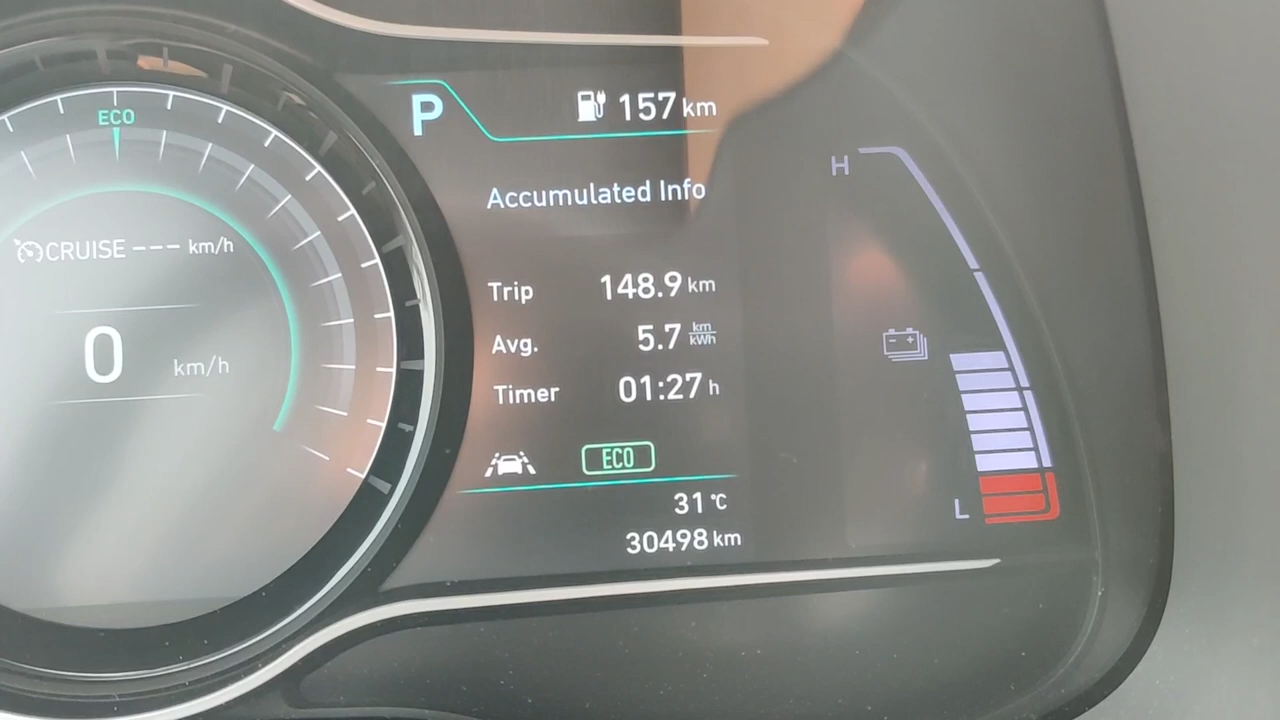 P
157 km
ECO
Accumulated Info
H
CRUISE --- km/h
Trip 148.9 km
Avg. 5.7 km/kWh
0 km/h
Timer 01:27 h
ECO
L
31 °C
30498 km